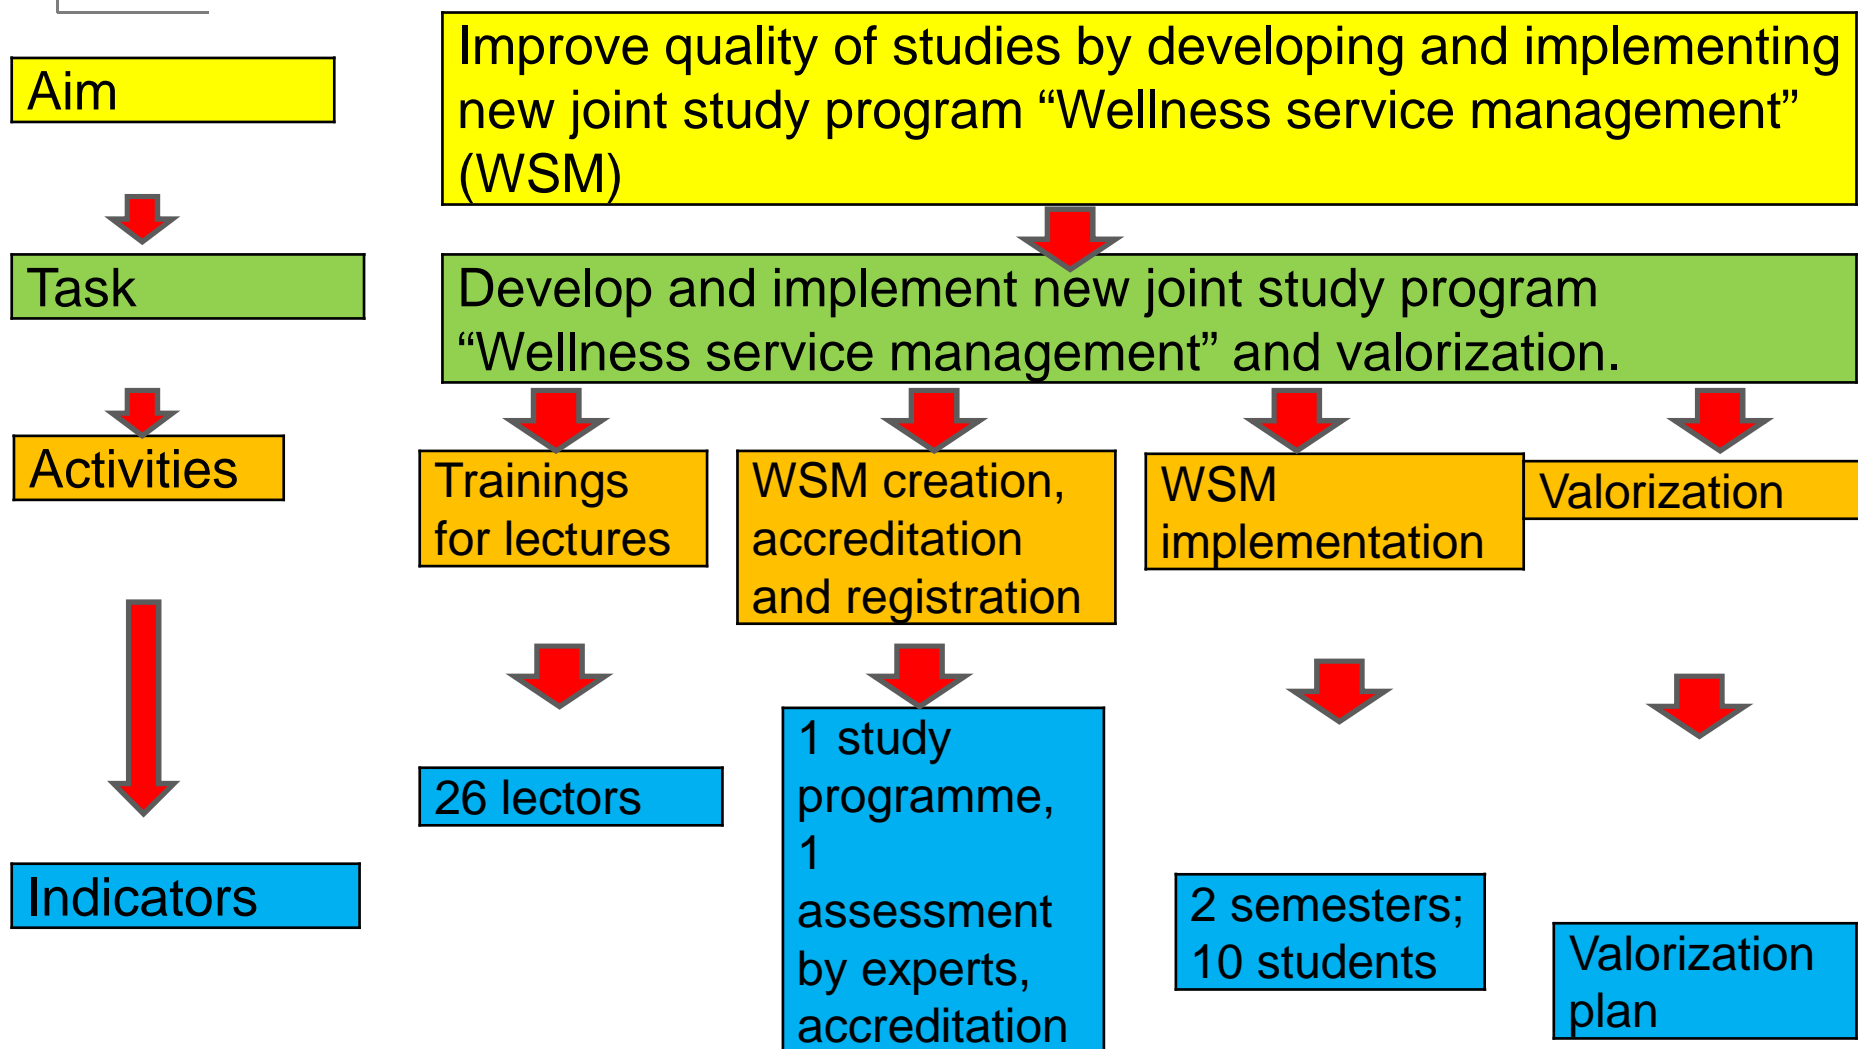 Aim
Improve quality of studies by developing and implementing
new joint study program “Wellness service management”
(WSM)
Task
Develop and implement new joint study program
“Wellness service management” and valorization.
Activities
Trainings
for lectures
WSM creation,
accreditation
and registration
WSM
implementation
Valorization
Indicators
26 lectors
1 study
programme,
1
assessment
by experts,
accreditation
2 semesters;
10 students
Valorization
plan